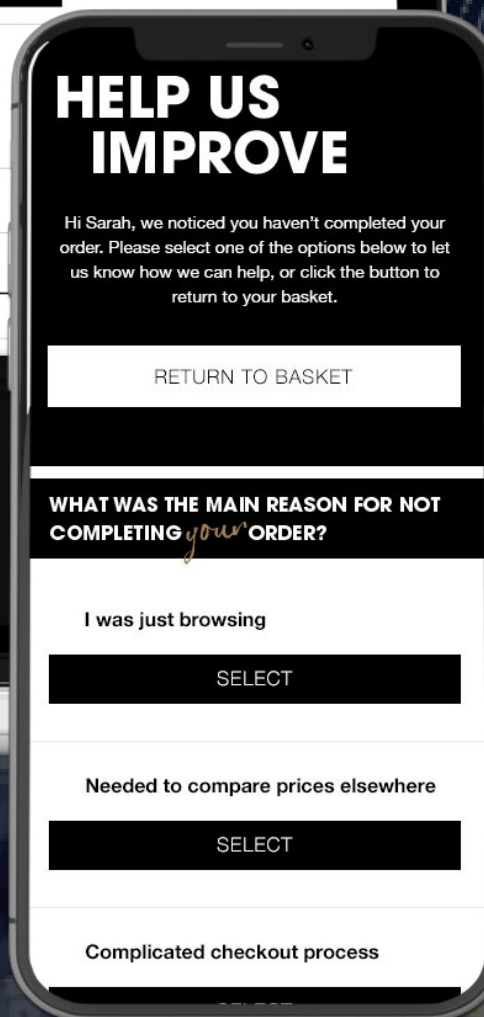 HELP US
IMPROVE
Hi Sarah, we noticed you haven't completed your
order. Please select one of the options below to let
us know how we can help, or click the button to
return to your basket.
RETURN TO BASKET
WHAT WAS THE MAIN REASON FOR NOT
COMPLETING your ORDER?
I was just browsing
SELECT
Needed to compare prices elsewhere
SELECT
Complicated checkout process
SELECT